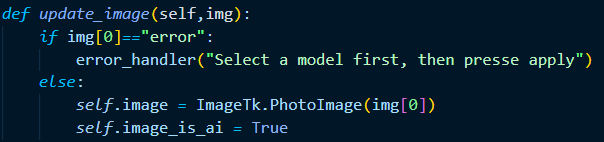 def update_image(self,img):
    if img[0]=="error":
        error_handler("Select a model first, then presse apply")
    else:
        self.image = ImageTk.PhotoImage(img[0])
        self.image_is_ai = True